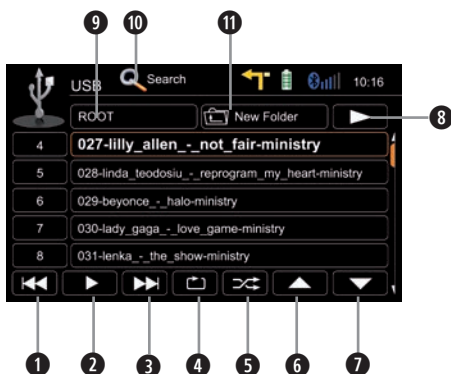 9 10 11
USB Search 10:16
ROOT New Folder 8
4 027-lilly_allen_-_not_fair-ministry
5 028-linda_teodosiu_-_reprogram_my_heart-ministry
6 029-beyonce_-_halo-ministry
7 030-lady_gaga_-_love_game-ministry
8 031-lenka_-_the_show-ministry
1 2 3 4 5 6 7